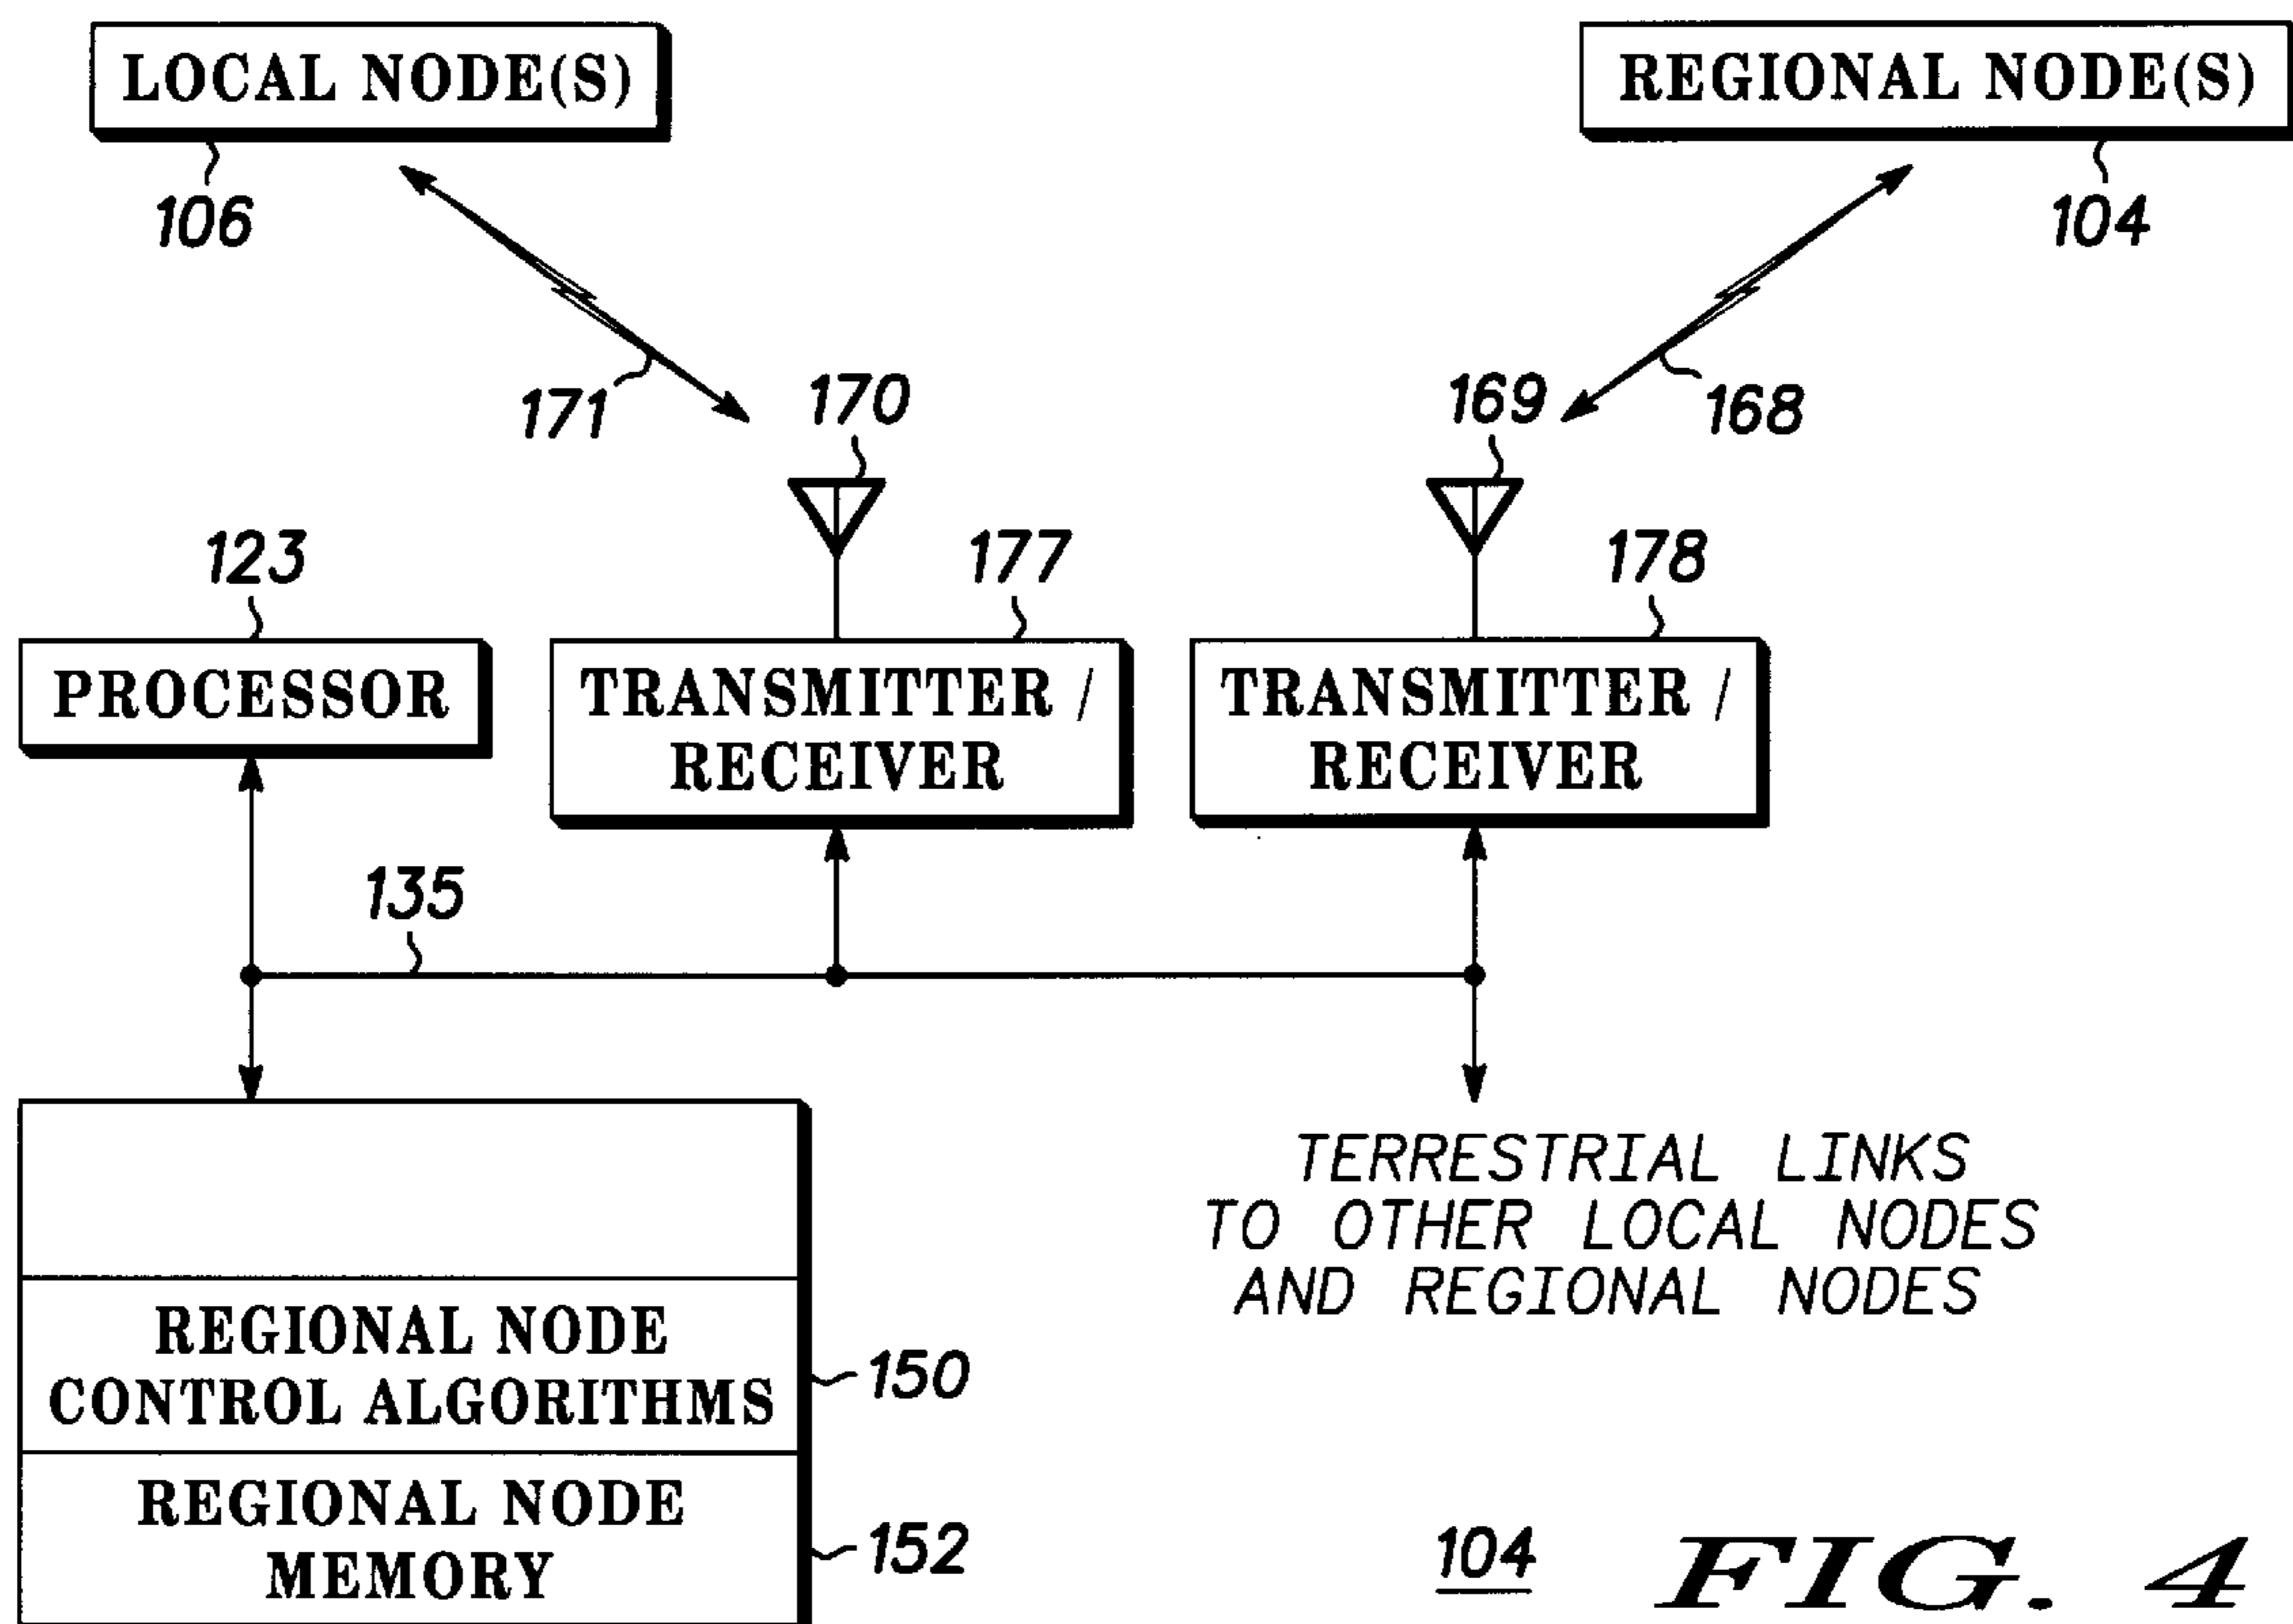 LOCAL NODE(S)
REGIONAL NODE(S)
106
104
171
170
169
168
123
177
178
PROCESSOR
TRANSMITTER /
RECEIVER
TRANSMITTER /
RECEIVER
135
TERRESTRIAL LINKS
TO OTHER LOCAL NODES
AND REGIONAL NODES
REGIONAL NODE
CONTROL ALGORITHMS
150
REGIONAL NODE
MEMORY
152
104
FIG. 4